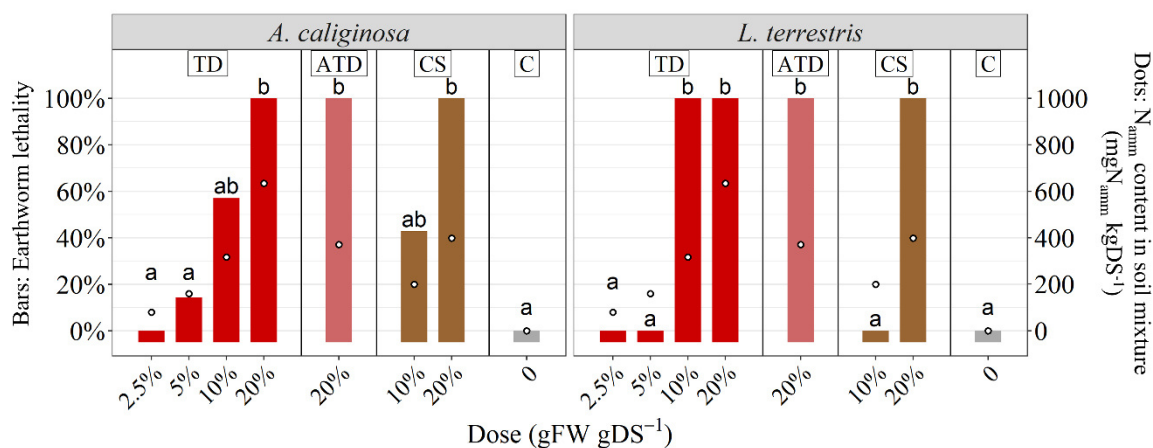 A. caliginosa
L. terrestris
TD ATD CS C
TD ATD CS C
Bars: Earthworm lethality
100%
80%
60%
40%
20%
0%
a a ab b b ab b a
a a b b b a b a
1000
800
600
400
200
0
Dots: Namm content in soil mixture
(mgNamm kgDS⁻¹)
2.5% 5% 10% 20% 20% 10% 20% 0
2.5% 5% 10% 20% 20% 10% 20% 0
Dose (gFW gDS⁻¹)